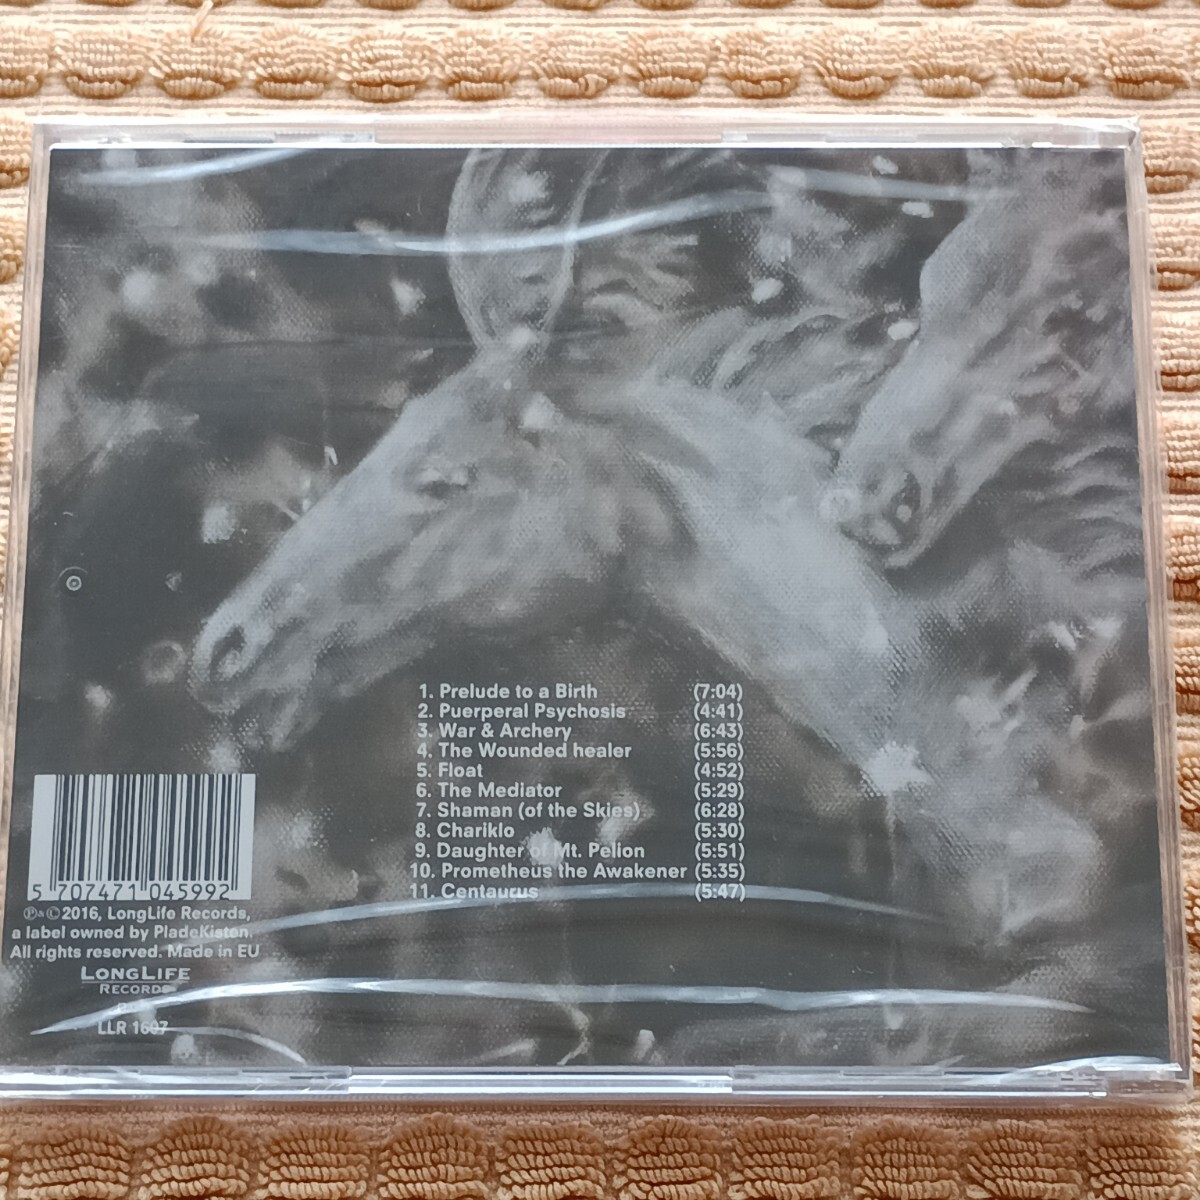 1. Prelude to a Birth (7:04)
2. Puerperal Psychosis (4:41)
3. War & Archery (6:43)
4. The Wounded healer (5:56)
5. Float (4:52)
6. The Mediator (5:29)
7. Shaman (of the Skies) (6:28)
8. Chariklo (5:30)
9. Daughter of Mt. Pelion (5:51)
10. Prometheus the Awakener (5:35)
11. Centaurus (5:47)
5 707471 045992
℗&©2016, LongLife Records,
a label owned by PladeKisten.
All rights reserved. Made in EU
LONGLIFE
RECORDS
LLR 1607